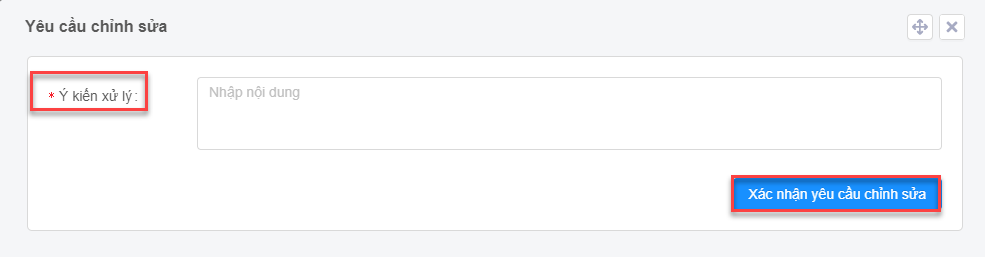 Yêu cầu chỉnh sửa
* Ý kiến xử lý:
Nhập nội dung
Xác nhận yêu cầu chỉnh sửa